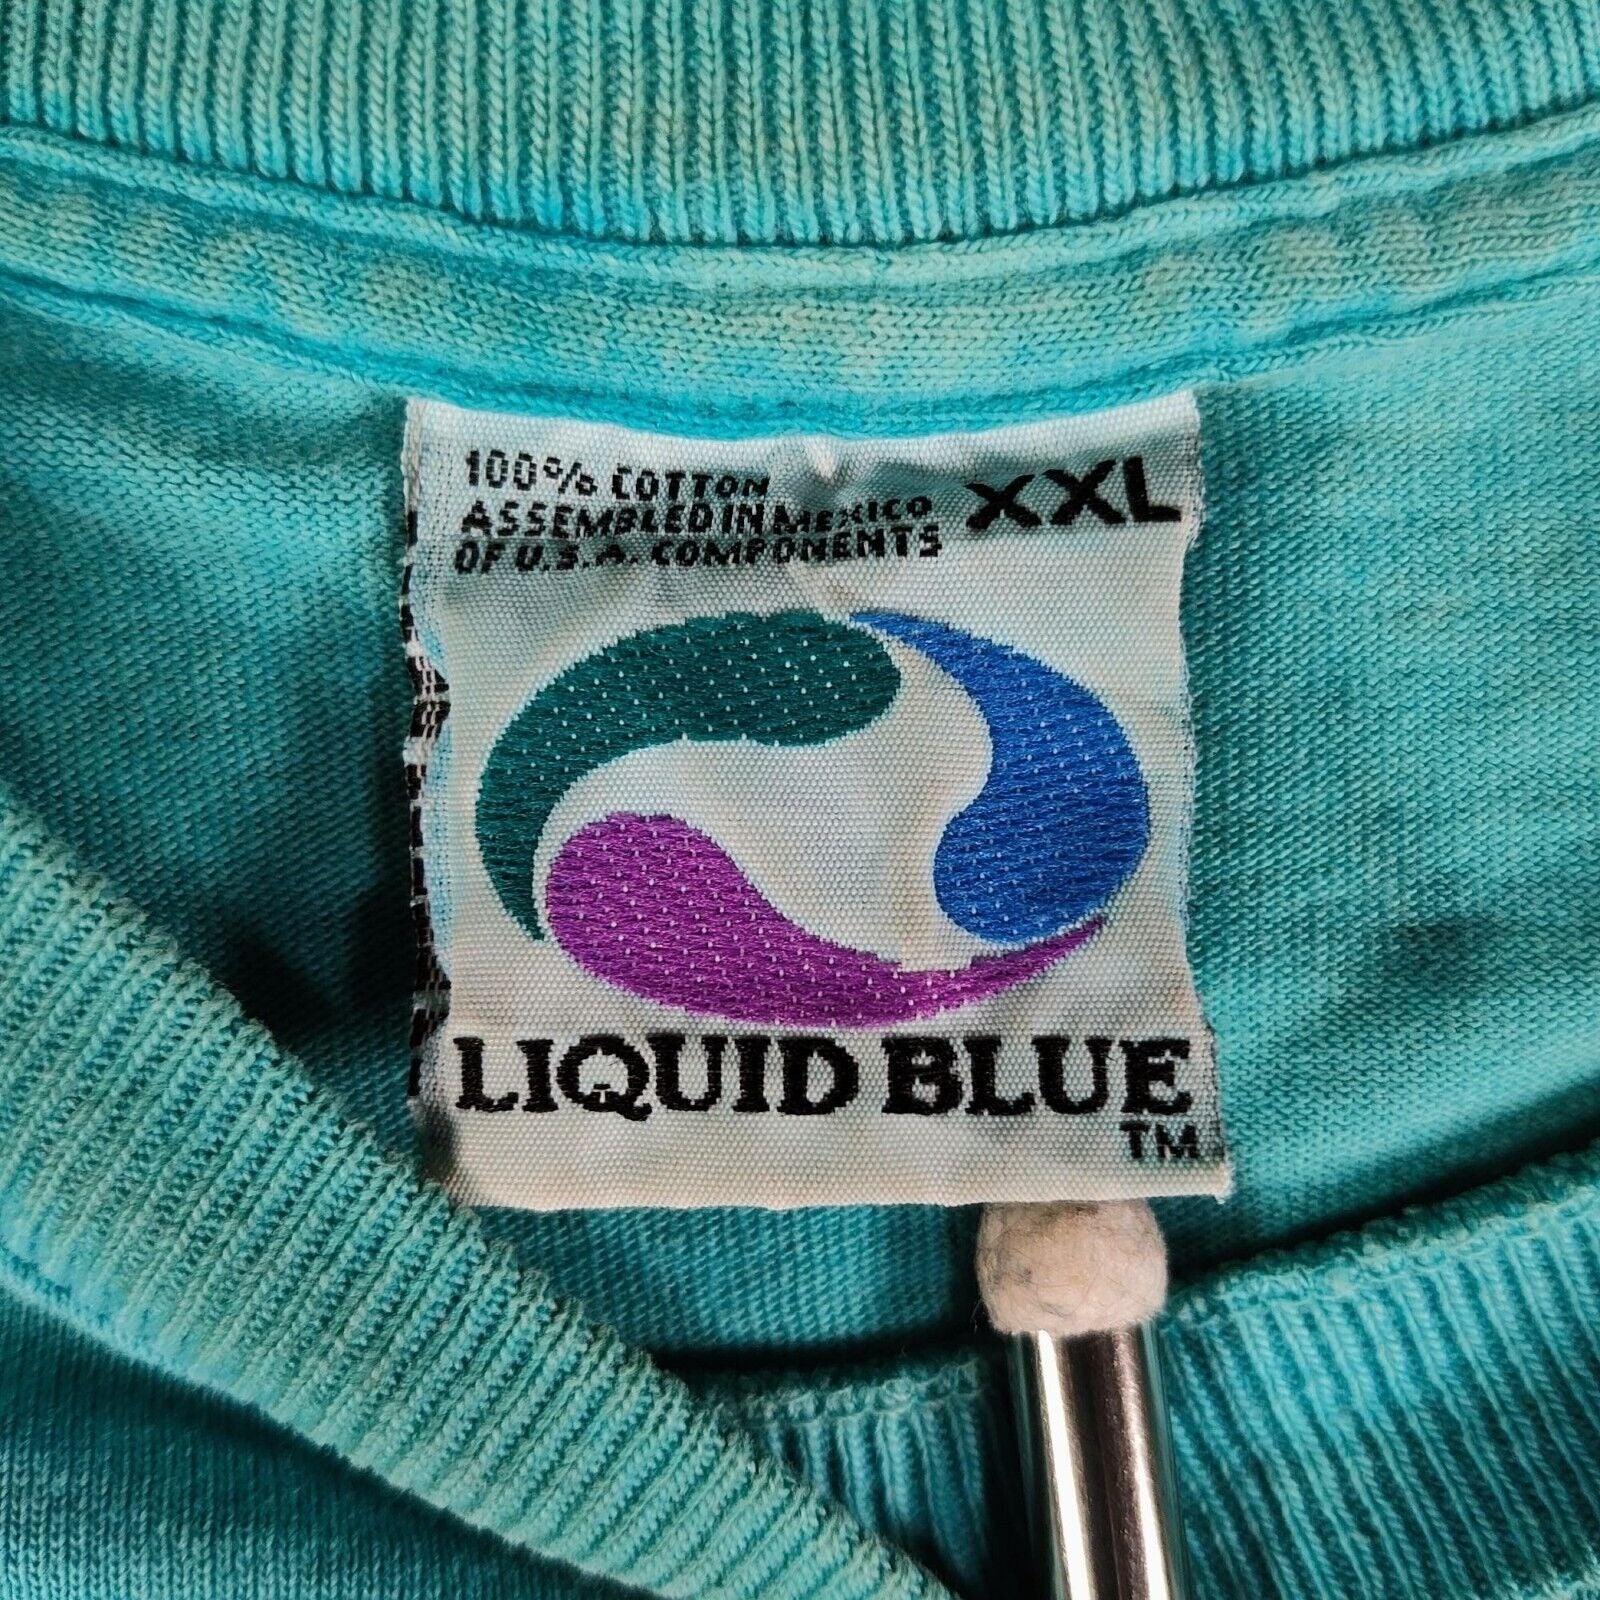 100% COTTON
ASSEMBLED IN MEXICO
OF U.S.A. COMPONENTS
XXL
LIQUID BLUE
TM